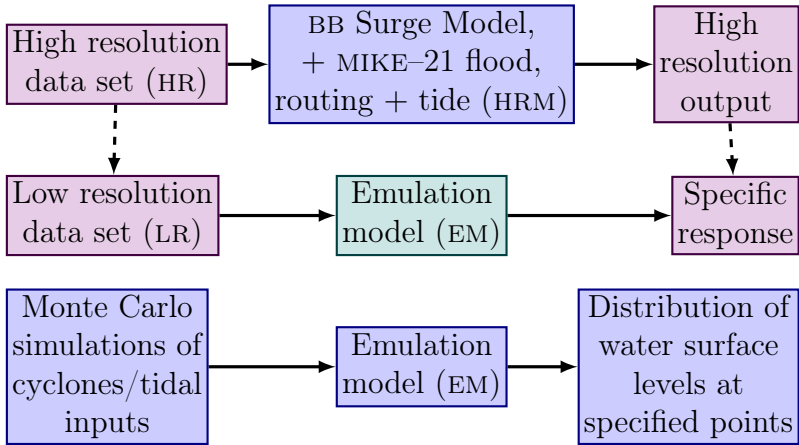 High resolution
data set (HR)
BB Surge Model,
+ MIKE–21 flood,
routing + tide (HRM)
High
resolution
output
Low resolution
data set (LR)
Emulation
model (EM)
Specific
response
Monte Carlo
simulations of
cyclones/tidal
inputs
Emulation
model (EM)
Distribution of
water surface
levels at
specified points